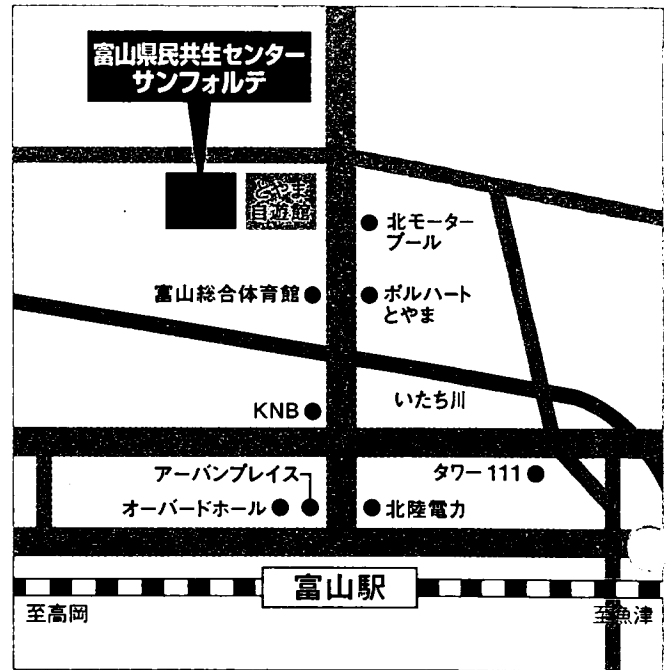 富山県民共生センター
サンフォルテ
とやま
自遊館
北モーター
プール
富山総合体育館
ボルハート
とやま
いたち川
KNB
アーバンプレイス
タワー111
オーバードホール
北陸電力
富山駅
至高岡
至魚津